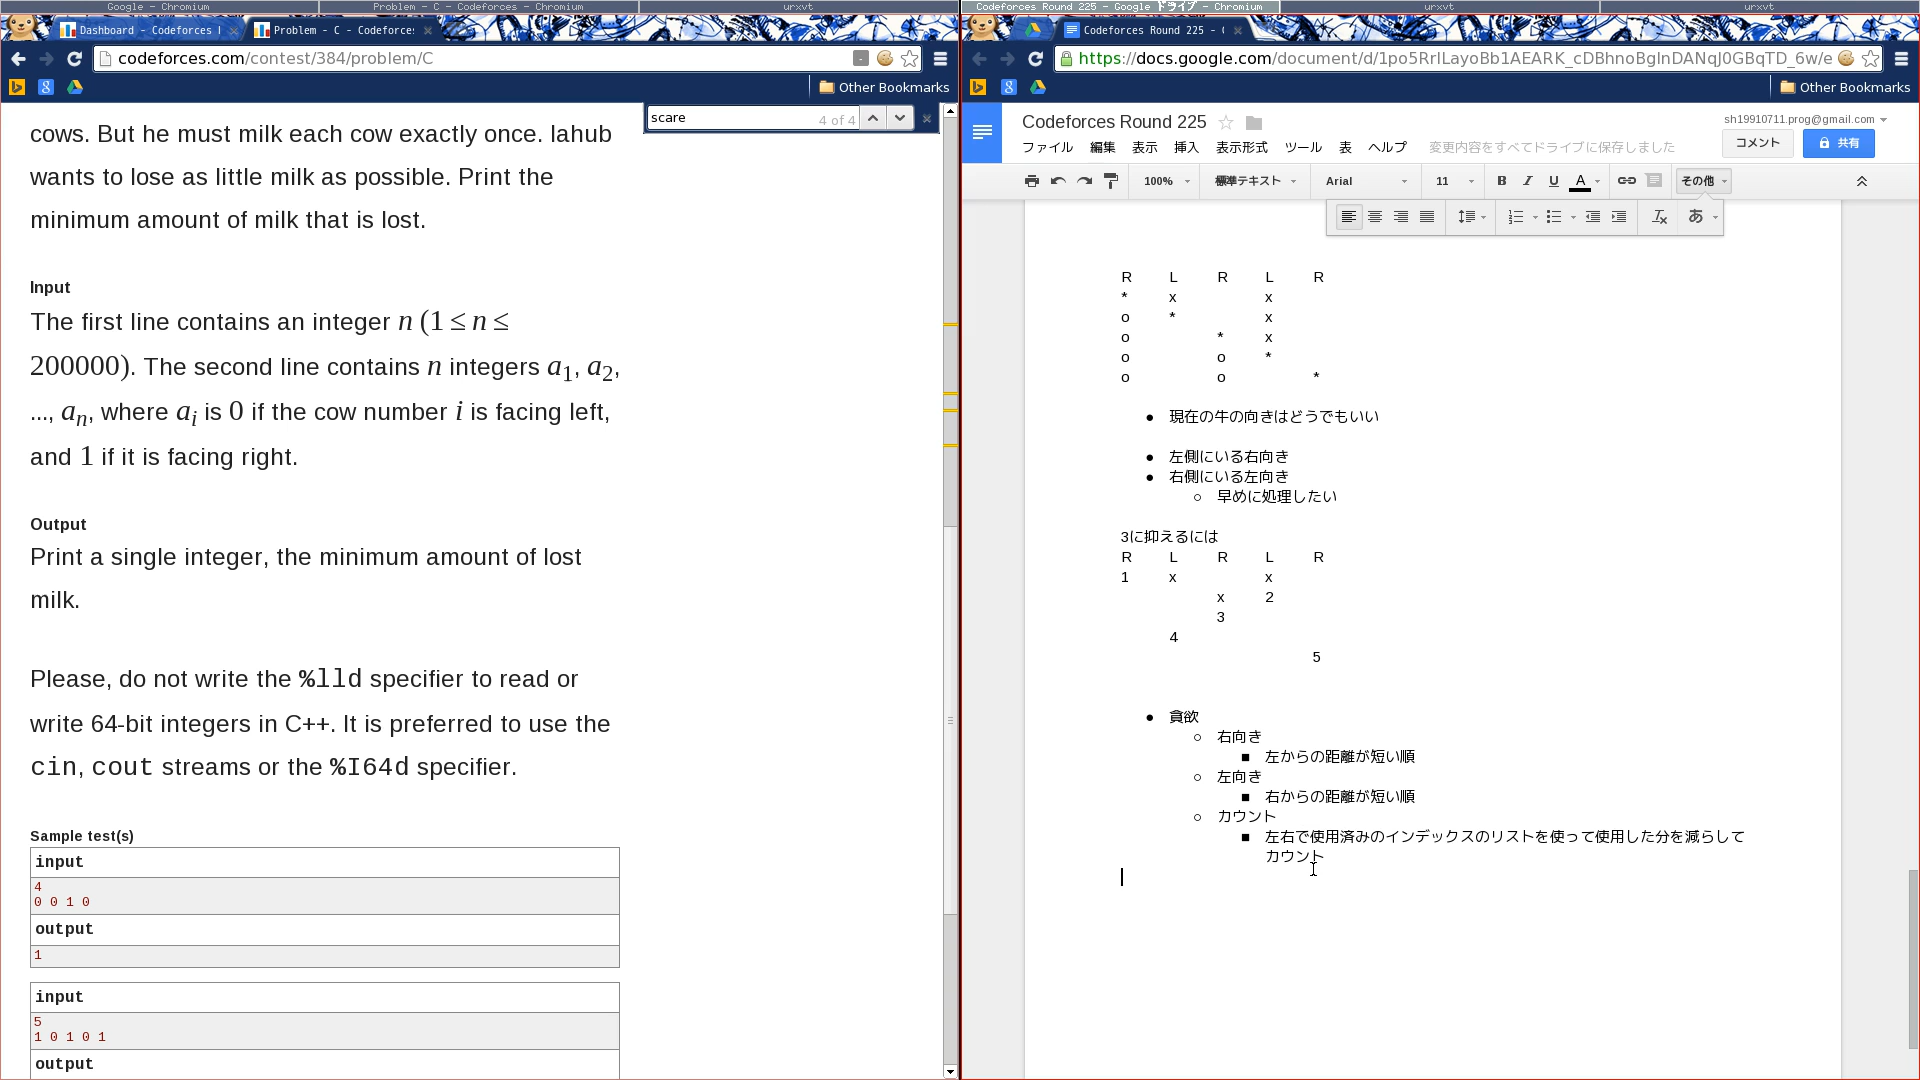 Google - Chromium
Problem - C - Codeforces - Chromium
urxvt
Codeforces Round 225 - Google ドライブ - Chromium
urxvt
urxvt
Dashboard - Codeforces
Problem - C - Codeforces
Codeforces Round 225 -
codeforces.com/contest/384/problem/C
Other Bookmarks
scare
4 of 4
cows. But he must milk each cow exactly once. Iahub
wants to lose as little milk as possible. Print the
minimum amount of milk that is lost.
Input
The first line contains an integer n (1 ≤ n ≤
200000). The second line contains n integers a1, a2,
..., an, where ai is 0 if the cow number i is facing left,
and 1 if it is facing right.
Output
Print a single integer, the minimum amount of lost
milk.
Please, do not write the %lld specifier to read or
write 64-bit integers in C++. It is preferred to use the
cin, cout streams or the %I64d specifier.
Sample test(s)
input
4
0 0 1 0
output
1
input
5
1 0 1 0 1
output
Other Bookmarks
Codeforces Round 225
sh19910711.prog@gmail.com
ファイル 編集 表示 挿入 表示形式 ツール 表 ヘルプ 変更内容をすべてドライブに保存しました
コメント
共有
100% 標準テキスト Arial 11 B I U A その他
あ
R L R L R
* x x
o * x
o * x
o o *
o o *
● 現在の牛の向きはどうでもいい
● 左側にいる右向き
● 右側にいる左向き
○ 早めに処理したい
3に抑えるには
R L R L R
1 x x
x 2
3
4
5
● 貪欲
○ 右向き
■ 左からの距離が短い順
○ 左向き
■ 右からの距離が短い順
○ カウント
■ 左右で使用済みのインデックスのリストを使って使用した分を減らして
カウント